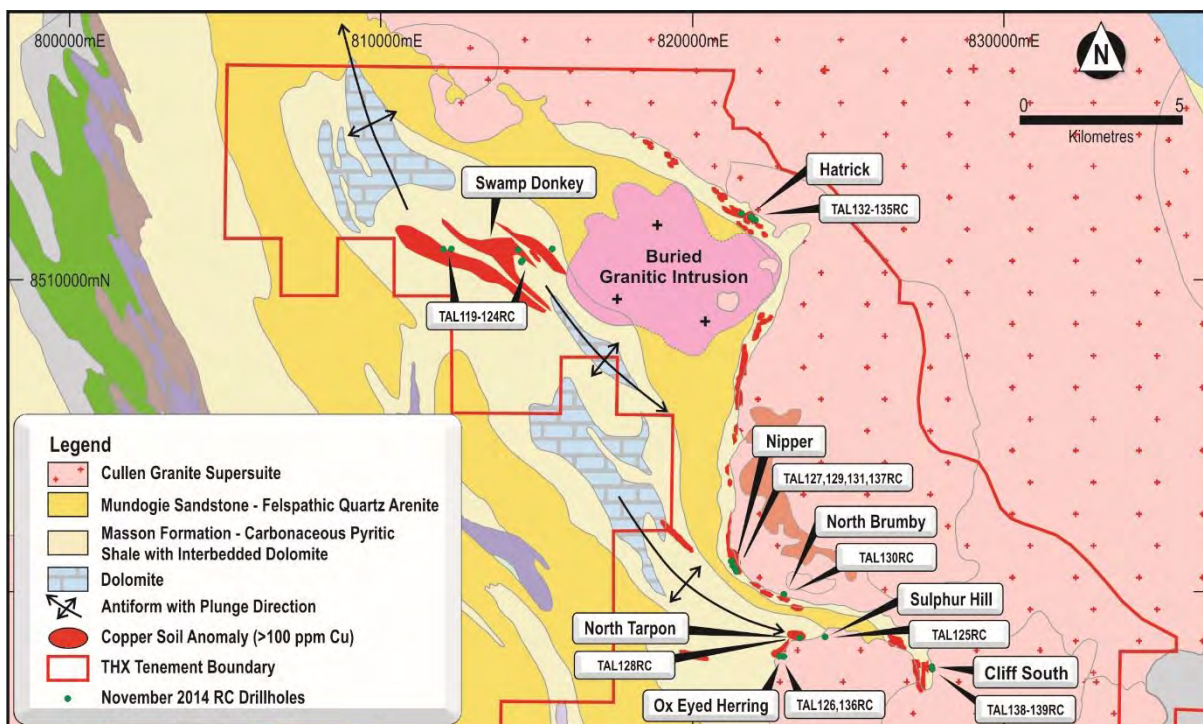 800000mE
810000mE
820000mE
830000mE
N
0
5
Kilometres
Hatrick
TAL132-135RC
Swamp Donkey
Buried
Granitic Intrusion
8510000mN
TAL119-124RC
Nipper
TAL127,129,131,137RC
North Brumby
TAL130RC
Sulphur Hill
TAL125RC
North Tarpon
TAL128RC
Cliff South
TAL138-139RC
Ox Eyed Herring
TAL126,136RC
Legend
Cullen Granite Supersuite
Mundogie Sandstone - Felspathic Quartz Arenite
Masson Formation - Carbonaceous Pyritic
Shale with Interbedded Dolomite
Dolomite
Antiform with Plunge Direction
Copper Soil Anomaly (>100 ppm Cu)
THX Tenement Boundary
November 2014 RC Drillholes